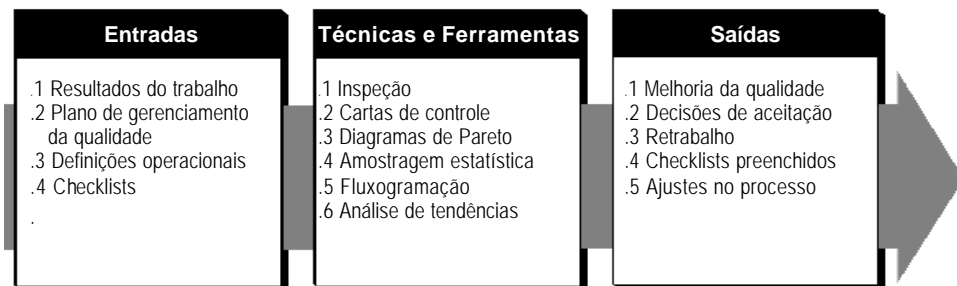 Entradas
.1 Resultados do trabalho
.2 Plano de gerenciamento
da qualidade
.3 Definições operacionais
.4 Checklists
.
Técnicas e Ferramentas
.1 Inspeção
.2 Cartas de controle
.3 Diagramas de Pareto
.4 Amostragem estatística
.5 Fluxogramação
.6 Análise de tendências
Saídas
.1 Melhoria da qualidade
.2 Decisões de aceitação
.3 Retrabalho
.4 Checklists preenchidos
.5 Ajustes no processo